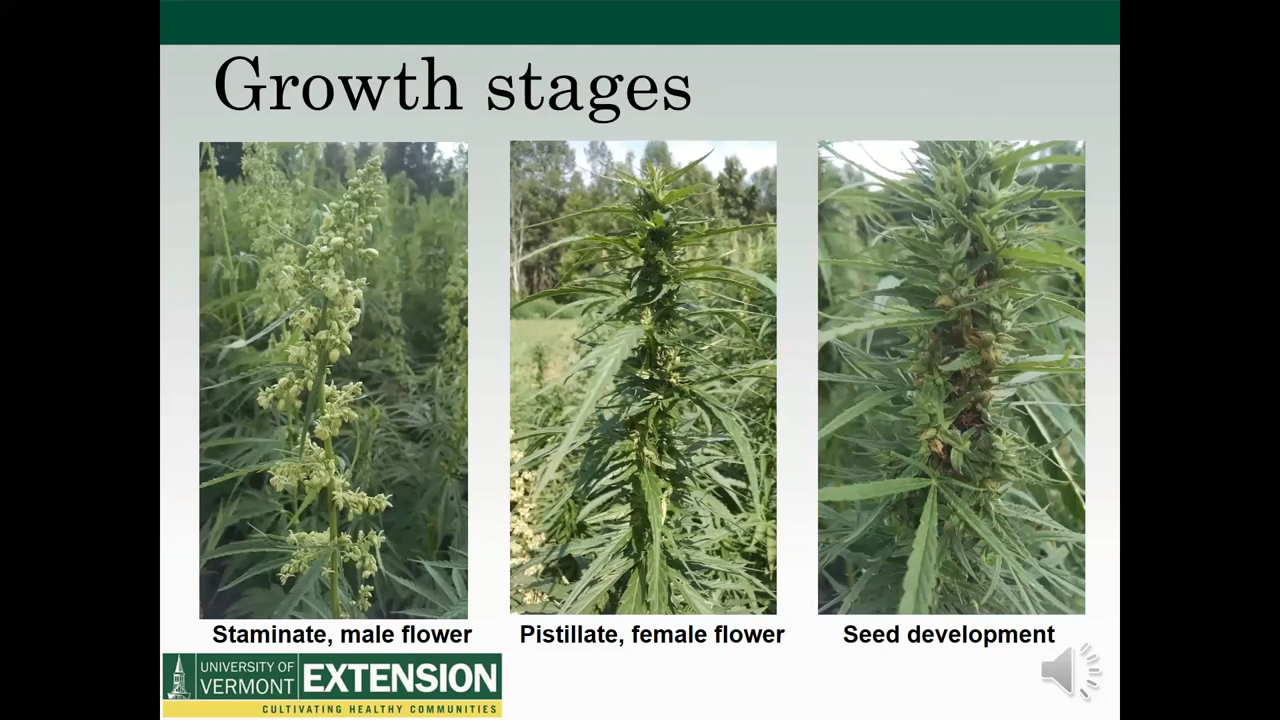 Growth stages
Staminate, male flower
Pistillate, female flower
Seed development
UNIVERSITY OF
VERMONT
EXTENSION
CULTIVATING HEALTHY COMMUNITIES